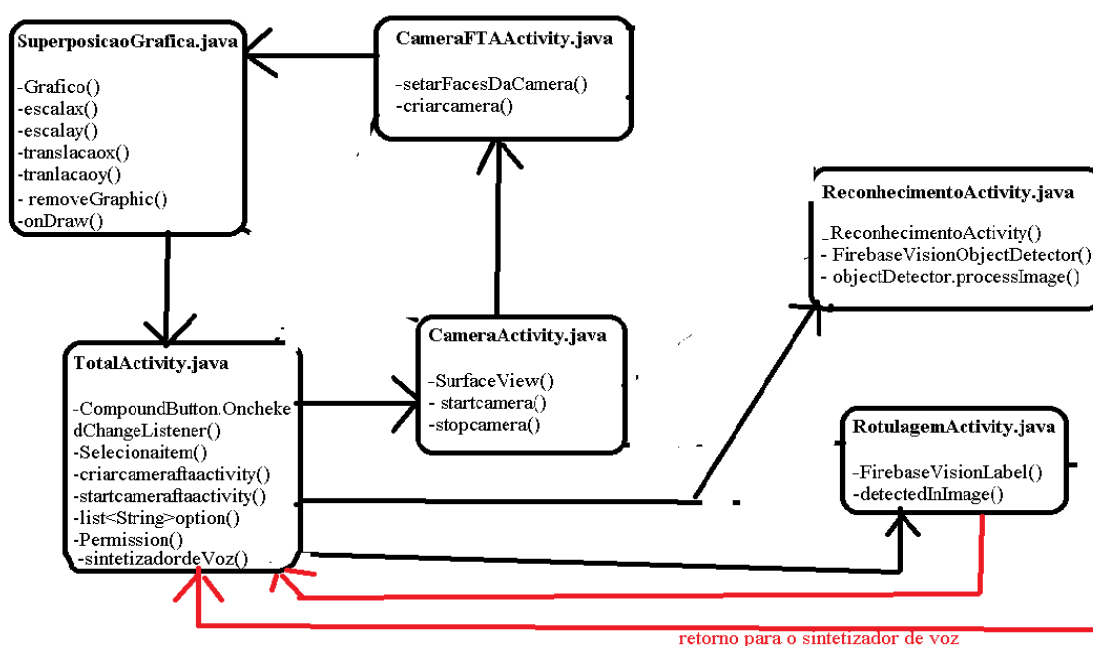 SuperposicaoGrafica.java
-Grafico()
-escalax()
-escalay()
-translacaox()
-tranlacaoy()
- removeGraphic()
-onDraw()
CameraFTAActivity.java
-setarFacesDaCamera()
-criarcamera()
ReconhecimentoActivity.java
_ReconhecimentoActivity()
- FirebaseVisionObjectDetector()
- objectDetector.processImage()
TotalActivity.java
-CompoundButton.Oncheke
dChangeListener()
-Selecionaitem()
-criarcameraftaactivity()
-startcameraftaactivity()
-list<String>option()
-Permission()
-sintetizadordeVoz()
CameraActivity.java
-SurfaceView()
- startcamera()
-stopcamera()
RotulagemActivity.java
-FirebaseVisionLabel()
-detectedInImage()
retorno para o sintetizador de voz